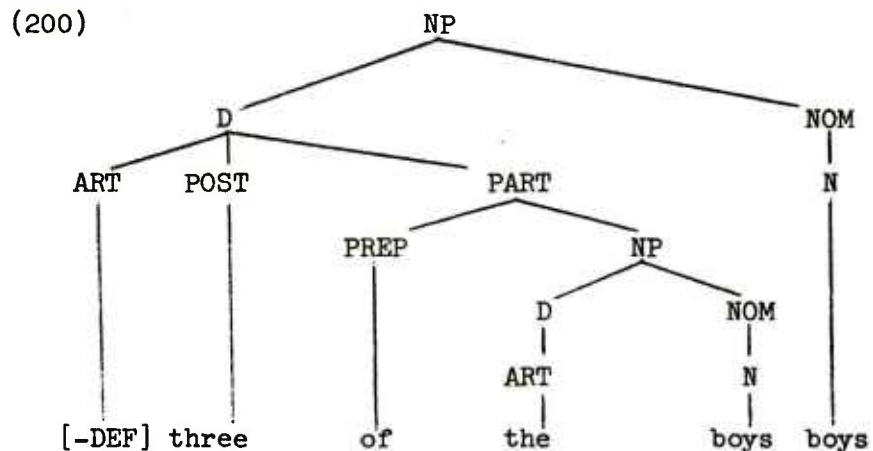 (200) NP
D NOM
ART POST PART N
PREP NP
D NOM
ART N
[-DEF] three of the boys boys